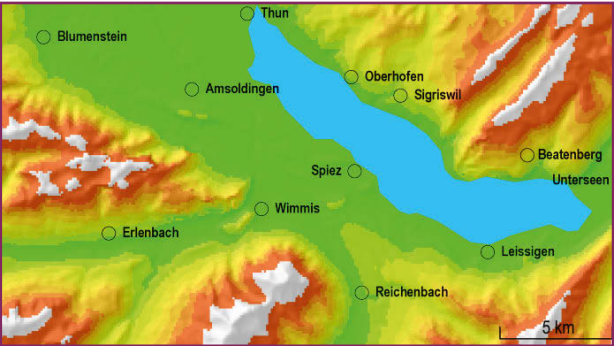 Thun
Blumenstein
Oberhofen
Amsoldingen
Sigriswil
Beatenberg
Spiez
Unterseen
Wimmis
Erlenbach
Leissigen
Reichenbach
5 km